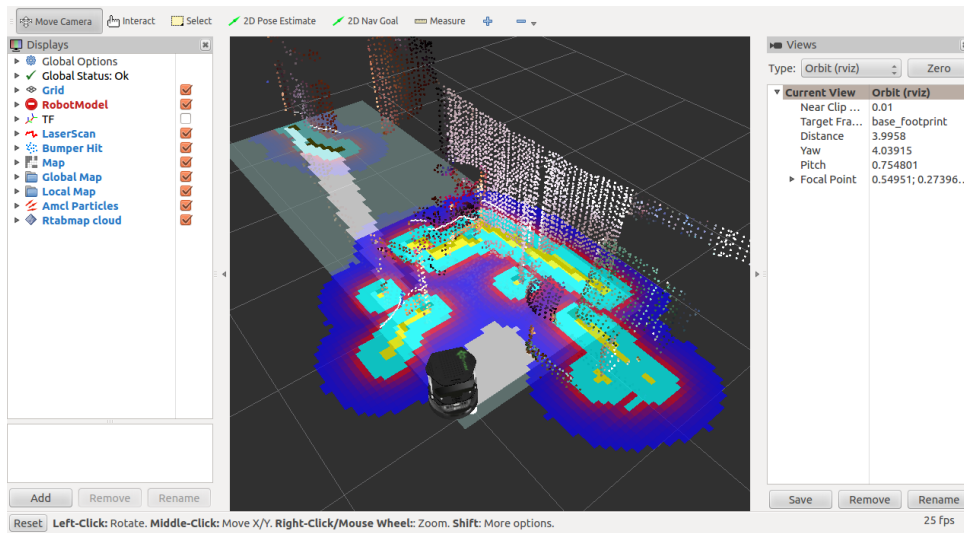 Move Camera Interact Select 2D Pose Estimate 2D Nav Goal Measure
Displays
Global Options
Global Status: Ok
Grid
RobotModel
TF
LaserScan
Bumper Hit
Map
Global Map
Local Map
Amcl Particles
Rtabmap cloud
Add Remove Rename
Views
Type: Orbit (rviz) Zero
Current View Orbit (rviz)
Near Clip ... 0.01
Target Fra... base_footprint
Distance 3.9958
Yaw 4.03915
Pitch 0.754801
Focal Point 0.54951; 0.27396...
Save Remove Rename
Reset Left-Click: Rotate. Middle-Click: Move X/Y. Right-Click/Mouse Wheel:: Zoom. Shift: More options. 25 fps